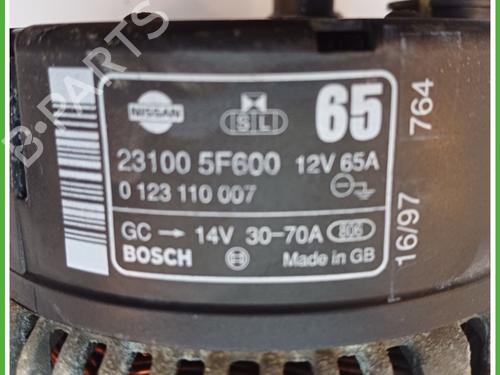 NISSAN
SIL
65
23100 5F600 12V 65A
0 123 110 007
GC → 14V 30-70A
BOSCH
Made in GB
16/97 764
B-PARTS